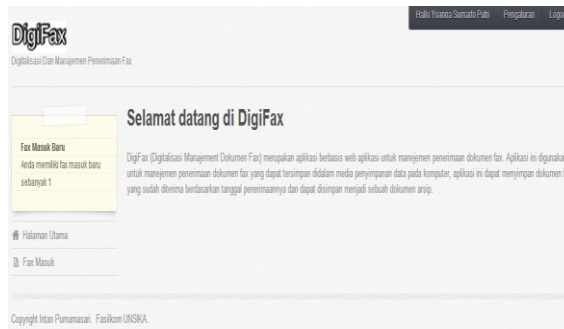 Hallo Yoanna Sumarto Putri Pengaturan Logo
DigiFax
Digitalisasi Dan Manajemen Penerimaan Fax
Selamat datang di DigiFax
Fax Masuk Baru
Anda memiliki fax masuk baru
sebanyak 1
DigiFax (Digitalisasi Manajement Dokumen Fax) merupakan aplikasi berbasis web aplikasi untuk manejemen penerimaan dokumen fax. Aplikasi ini digunaka
untuk manejemen penerimaan dokumen fax yang dapat tersimpan didalam media penyimpanan data pada komputer, aplikasi ini dapat menyimpan dokumen
yang sudah diterima berdasarkan tanggal penerimaannya dan dapat disimpan menjadi sebuah dokumen arsip.
Halaman Utama
Fax Masuk
Copyright Intan Purnamasari. Fasilkom UNSIKA.